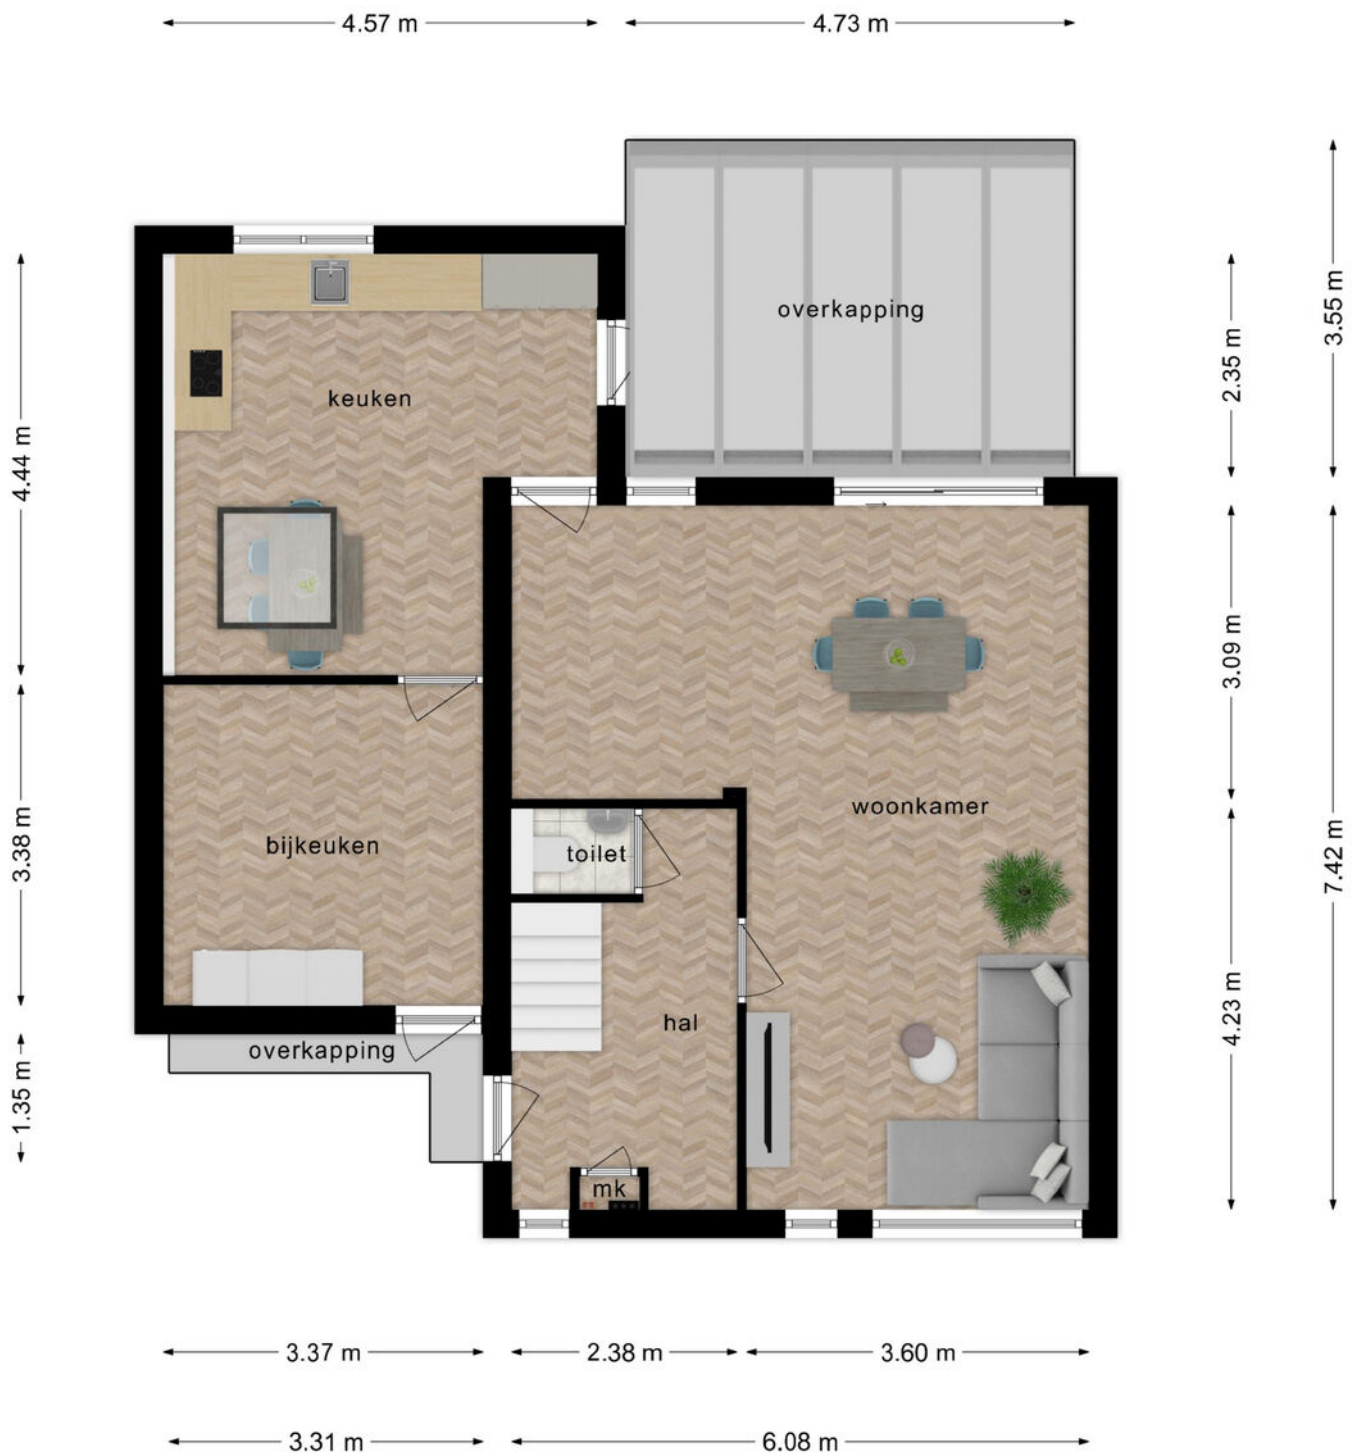 4.57 m
4.73 m
overkapping
3.55 m
2.35 m
keuken
4.44 m
3.09 m
woonkamer
bijkeuken
toilet
3.38 m
7.42 m
4.23 m
hal
overkapping
1.35 m
mk
3.37 m
2.38 m
3.60 m
3.31 m
6.08 m